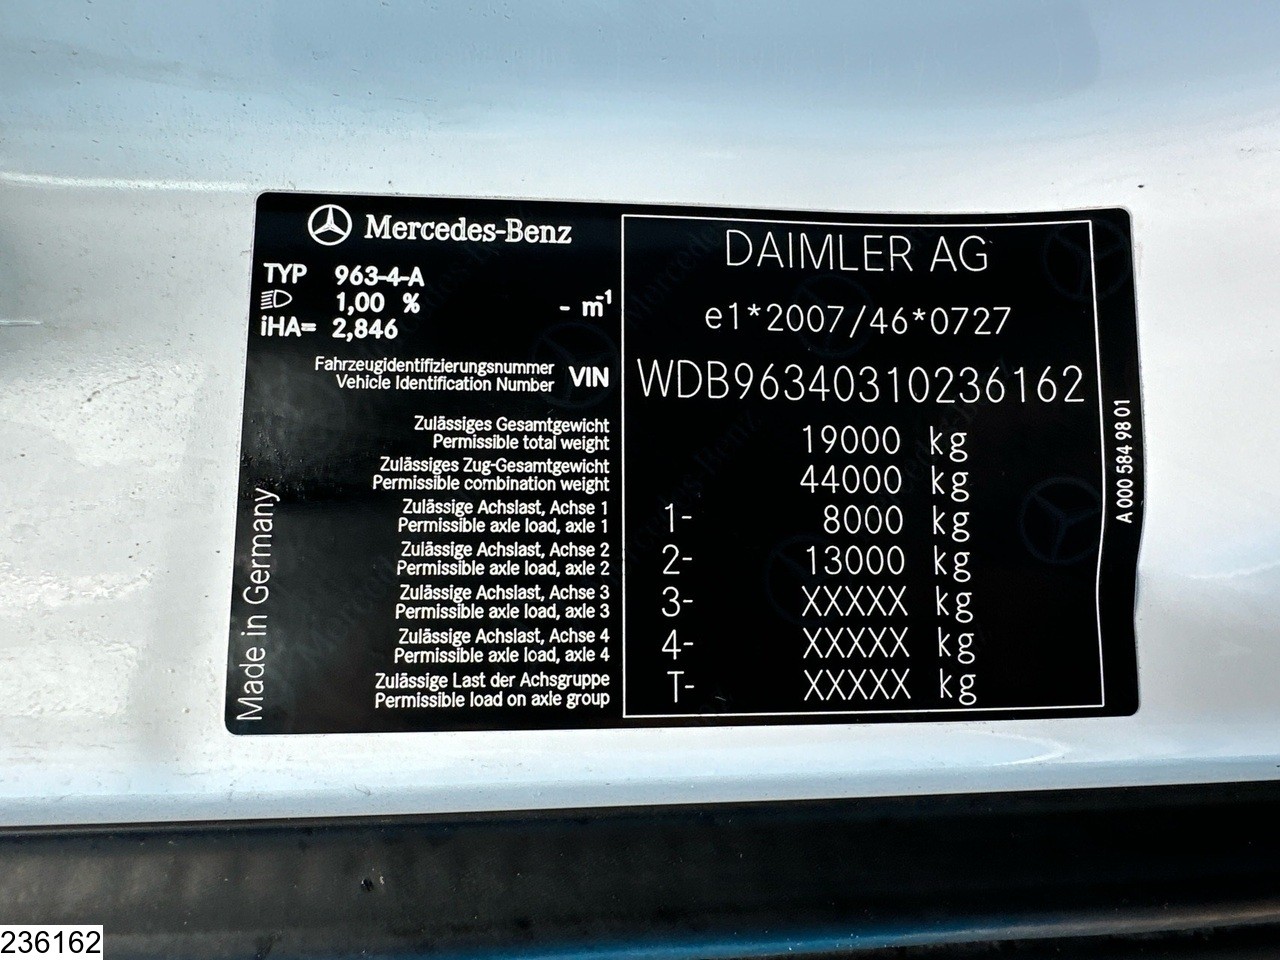 Mercedes-Benz
TYP 963-4-A
1,00 % - m-1
iHA= 2,846
Fahrzeugidentifizierungsnummer
Vehicle Identification Number VIN
Zulässiges Gesamtgewicht
Permissible total weight
Zulässiges Zug-Gesamtgewicht
Permissible combination weight
Zulässige Achslast, Achse 1
Permissible axle load, axle 1
Zulässige Achslast, Achse 2
Permissible axle load, axle 2
Zulässige Achslast, Achse 3
Permissible axle load, axle 3
Zulässige Achslast, Achse 4
Permissible axle load, axle 4
Zulässige Last der Achsgruppe
Permissible load on axle group
Made in Germany
DAIMLER AG
e1*2007/46*0727
WDB96340310236162
19000 kg
44000 kg
1- 8000 kg
2- 13000 kg
3- XXXXX kg
4- XXXXX kg
T- XXXXX kg
A 000 584 98 01
236162